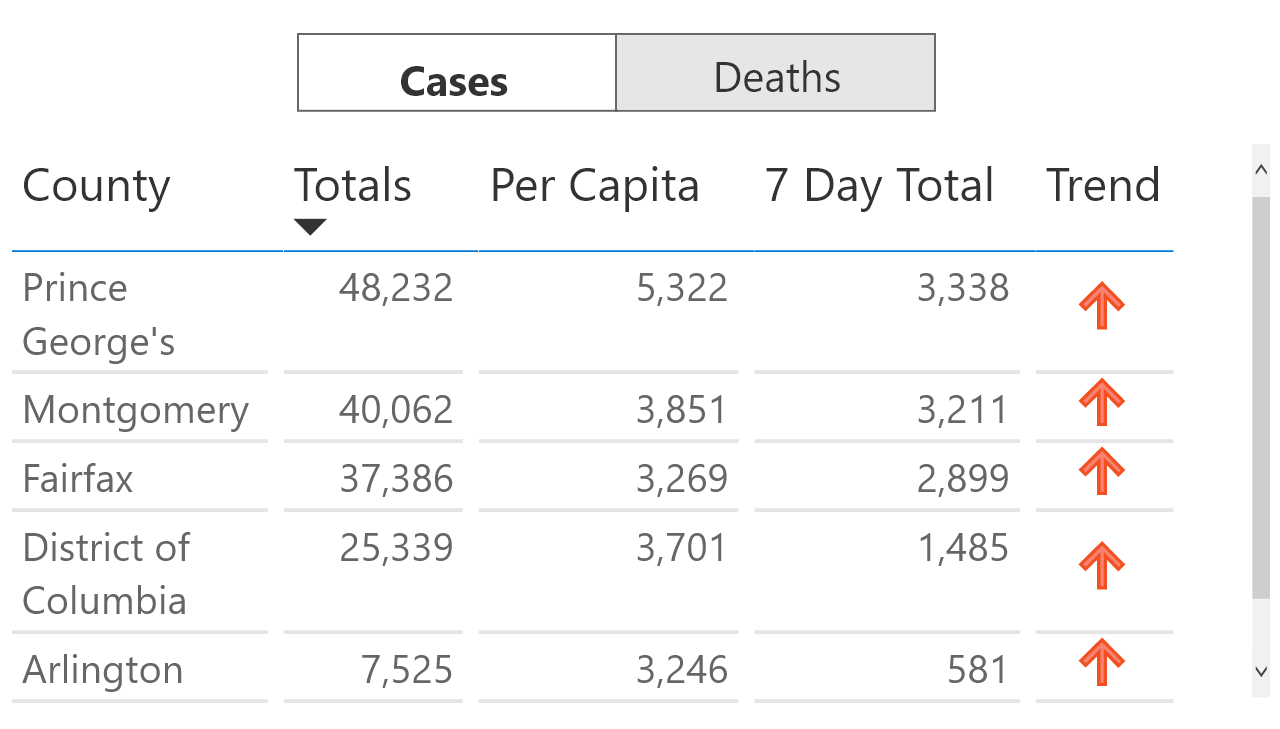 Cases Deaths
County Totals Per Capita 7 Day Total Trend
Prince 48,232 5,322 3,338
George's
Montgomery 40,062 3,851 3,211
Fairfax 37,386 3,269 2,899
District of 25,339 3,701 1,485
Columbia
Arlington 7,525 3,246 581